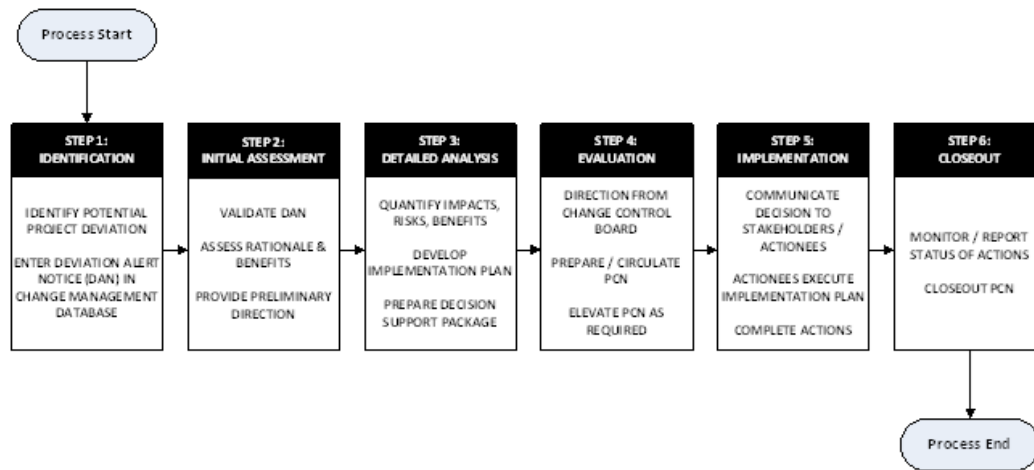 Process Start
STEP 1:
IDENTIFICATION
IDENTIFY POTENTIAL
PROJECT DEVIATION
ENTER DEVIATION ALERT
NOTICE (DAN) IN
CHANGE MANAGEMENT
DATABASE
STEP 2:
INITIAL ASSESSMENT
VALIDATE DAN
ASSESS RATIONALE &
BENEFITS
PROVIDE PRELIMINARY
DIRECTION
STEP 3:
DETAILED ANALYSIS
QUANTIFY IMPACTS,
RISKS, BENEFITS
DEVELOP
IMPLEMENTATION PLAN
PREPARE DECISION
SUPPORT PACKAGE
STEP 4:
EVALUATION
DIRECTION FROM
CHANGE CONTROL
BOARD
PREPARE / CIRCULATE
PCN
ELEVATE PCN AS
REQUIRED
STEP 5:
IMPLEMENTATION
COMMUNICATE
DECISION TO
STAKEHOLDERS /
ACTIONEES
ACTIONEES EXECUTE
IMPLEMENTATION PLAN
COMPLETE ACTIONS
STEP 6:
CLOSEOUT
MONITOR / REPORT
STATUS OF ACTIONS
CLOSEOUT PCN
Process End